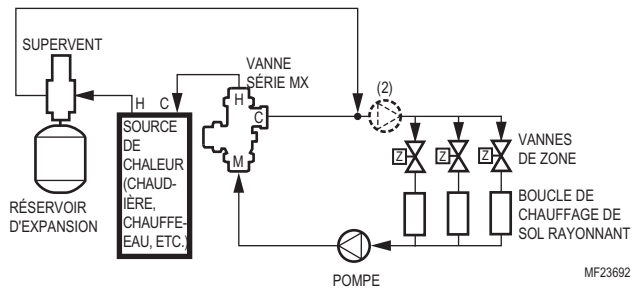 SUPERVENT
VANNE
SÉRIE MX
(2)
H C
H
C
M
SOURCE
DE
CHALEUR
(CHAUD-
IÈRE,
CHAUFFE-
EAU, ETC.)
Z
Z
Z
VANNES
DE ZONE
RÉSERVOIR
D'EXPANSION
BOUCLE DE
CHAUFFAGE DE
SOL RAYONNANT
POMPE
MF23692